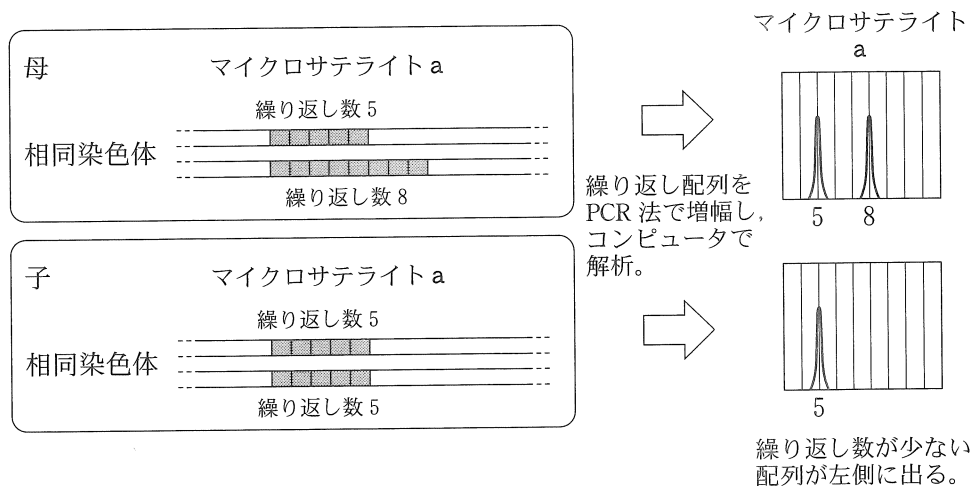 母
マイクロサテライトa
繰り返し数5
相同染色体
繰り返し数8
子
マイクロサテライトa
繰り返し数5
相同染色体
繰り返し数5
繰り返し配列を
PCR法で増幅し，
コンピュータで
解析。
マイクロサテライト
a
5 8
5
繰り返し数が少ない
配列が左側に出る。